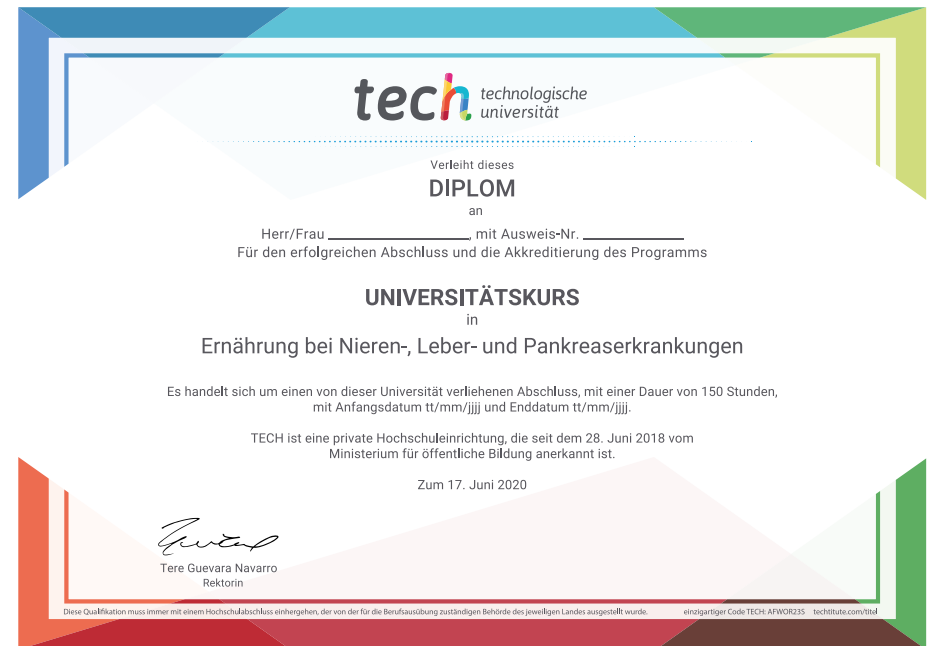 tech technologische
universität
Verleiht dieses
DIPLOM
an
Herr/Frau ____________, mit Ausweis-Nr. ____________
Für den erfolgreichen Abschluss und die Akkreditierung des Programms
UNIVERSITÄTSKURS
in
Ernährung bei Nieren-, Leber- und Pankreaserkrankungen
Es handelt sich um einen von dieser Universität verliehenen Abschluss, mit einer Dauer von 150 Stunden,
mit Anfangsdatum tt/mm/jjjj und Enddatum tt/mm/jjjj.
TECH ist eine private Hochschuleinrichtung, die seit dem 28. Juni 2018 vom
Ministerium für öffentliche Bildung anerkannt ist.
Zum 17. Juni 2020
Tere Guevara Navarro
Rektorin
Diese Qualifikation muss immer mit einem Hochschulabschluss einhergehen, der von der für die Berufsausübung zuständigen Behörde des jeweiligen Landes ausgestellt wurde. einzigartiger Code TECH: AFWOR235 techtitute.com/titel